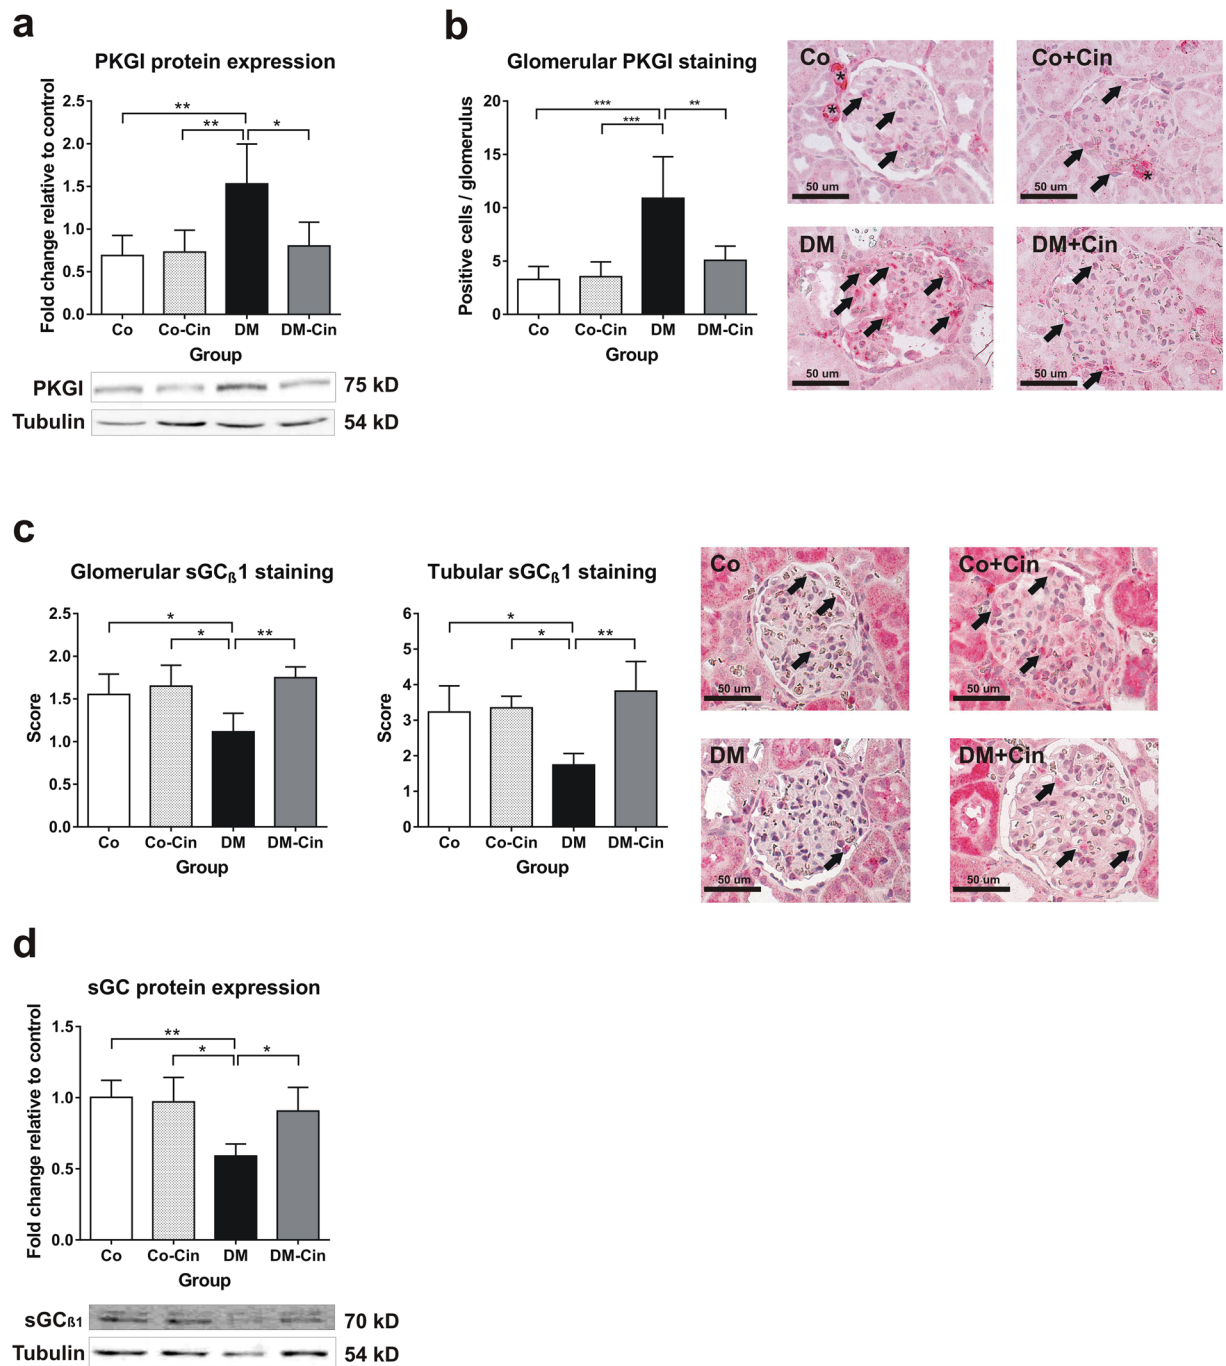 a
PKGI protein expression
Fold change relative to control
2.5
2.0
1.5
1.0
0.5
0.0
**
**
*
Co
Co-Cin
DM
DM-Cin
Group
PKGI
75 kD
Tubulin
54 kD
b
Glomerular PKGI staining
Positive cells / glomerulus
20
15
10
5
0
***
**
***
Co
Co-Cin
DM
DM-Cin
Group
Co
*
*
50 um
Co+Cin
*
50 um
DM
50 um
DM+Cin
50 um
c
Glomerular sGCß1 staining
Score
2.5
2.0
1.5
1.0
0.5
0.0
*
*
**
Co
Co-Cin
DM
DM-Cin
Group
Tubular sGCß1 staining
Score
6
5
4
3
2
1
0
*
*
**
Co
Co-Cin
DM
DM-Cin
Group
Co
50 um
Co+Cin
50 um
DM
50 um
DM+Cin
50 um
d
sGC protein expression
Fold change relative to control
1.5
1.0
0.5
0.0
**
*
*
Co
Co-Cin
DM
DM-Cin
Group
sGCß1
70 kD
Tubulin
54 kD